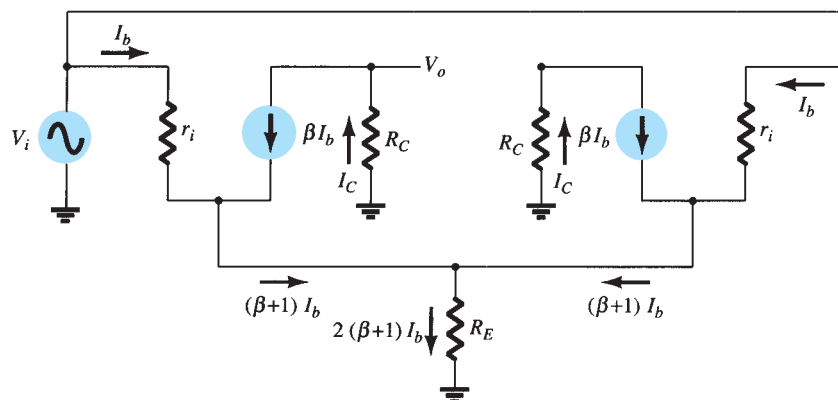 I_b
V_o
V_i
r_i
βI_b
R_C
I_C
R_C
βI_b
I_C
r_i
I_b
(β+1) I_b
(β+1) I_b
2 (β+1) I_b
R_E